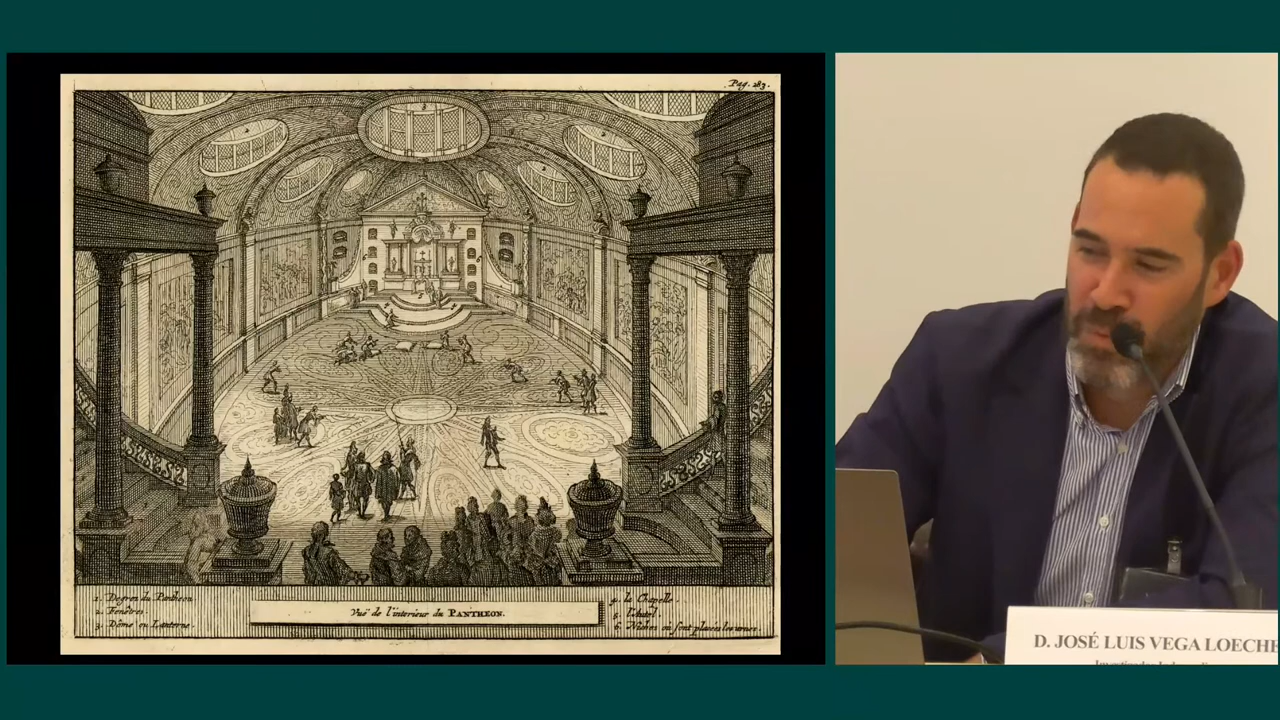 Pag. 283.
1. Degrez du Pantheon
2. Fenêtres
3. Dôme ou Lanterne.
Vuë de l'interieur du PANTHEON.
4. la Chapelle.
5. l'Autel
6. Niches où sont placées les urnes.
D. JOSÉ LUIS VEGA LOECHE